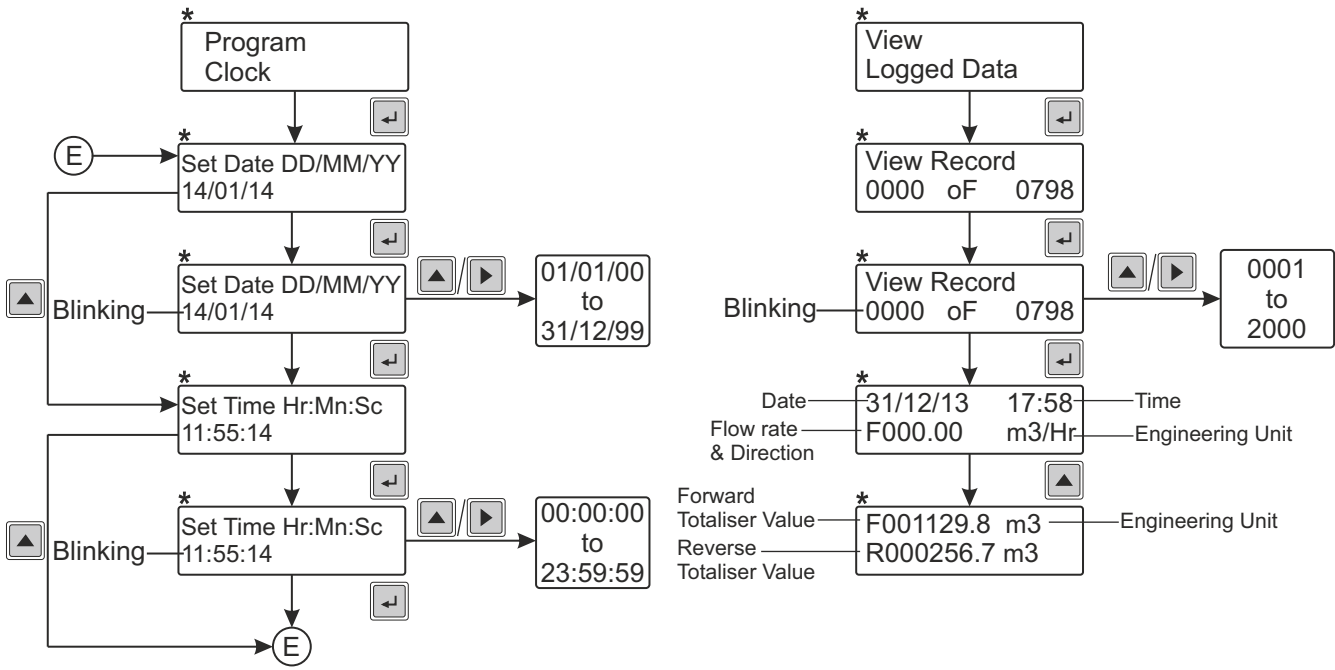 *
Program
Clock
*
E
Set Date DD/MM/YY
14/01/14
*
Set Date DD/MM/YY
Blinking
14/01/14
/
01/01/00
to
31/12/99
*
Set Time Hr:Mn:Sc
11:55:14
*
Set Time Hr:Mn:Sc
Blinking
11:55:14
/
00:00:00
to
23:59:59
E
*
View
Logged Data
*
View Record
0000 oF 0798
*
View Record
Blinking
0000 oF 0798
/
0001
to
2000
*
Date
31/12/13 17:58
Time
Flow rate
& Direction
F000.00 m3/Hr
Engineering Unit
*
Forward
Totaliser Value
F001129.8 m3
Engineering Unit
Reverse
Totaliser Value
R000256.7 m3